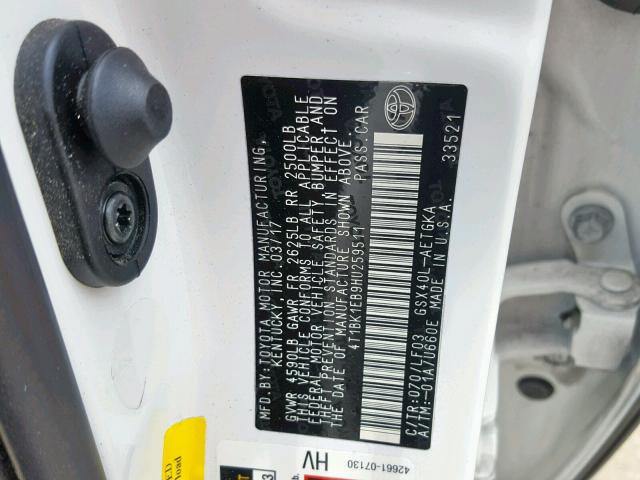 MFD. BY: TOYOTA MOTOR MANUFACTURING,
KENTUCKY, INC. 03/17
GVWR 4590LB GAWR FR 2625LB RR 2500LB
THIS VEHICLE CONFORMS TO ALL APPLICABLE
FEDERAL MOTOR VEHICLE SAFETY, BUMPER AND
THEFT PREVENTION STANDARDS IN EFFECT ON
THE DATE OF MANUFACTURE SHOWN ABOVE.
4T1BK1EB9HU259511 PASS.CAR
C/TR:070/LF03 GSX40L-AETGKA
A/TM:-01A/U660E MADE IN U.S.A. 33521
42661-07130
HV
load